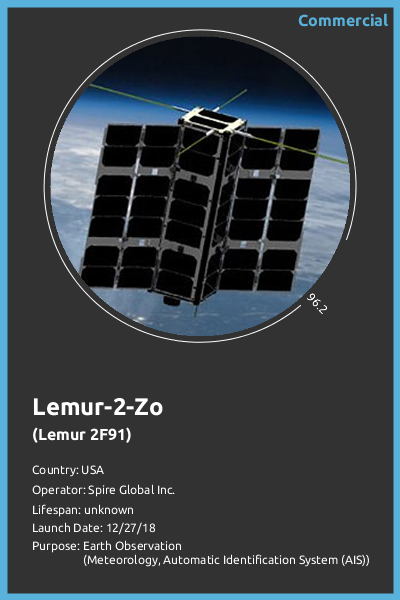 Commercial
96.2
Lemur-2-Zo
(Lemur 2F91)
Country: USA
Operator: Spire Global Inc.
Lifespan: unknown
Launch Date: 12/27/18
Purpose: Earth Observation
(Meteorology, Automatic Identification System (AIS))